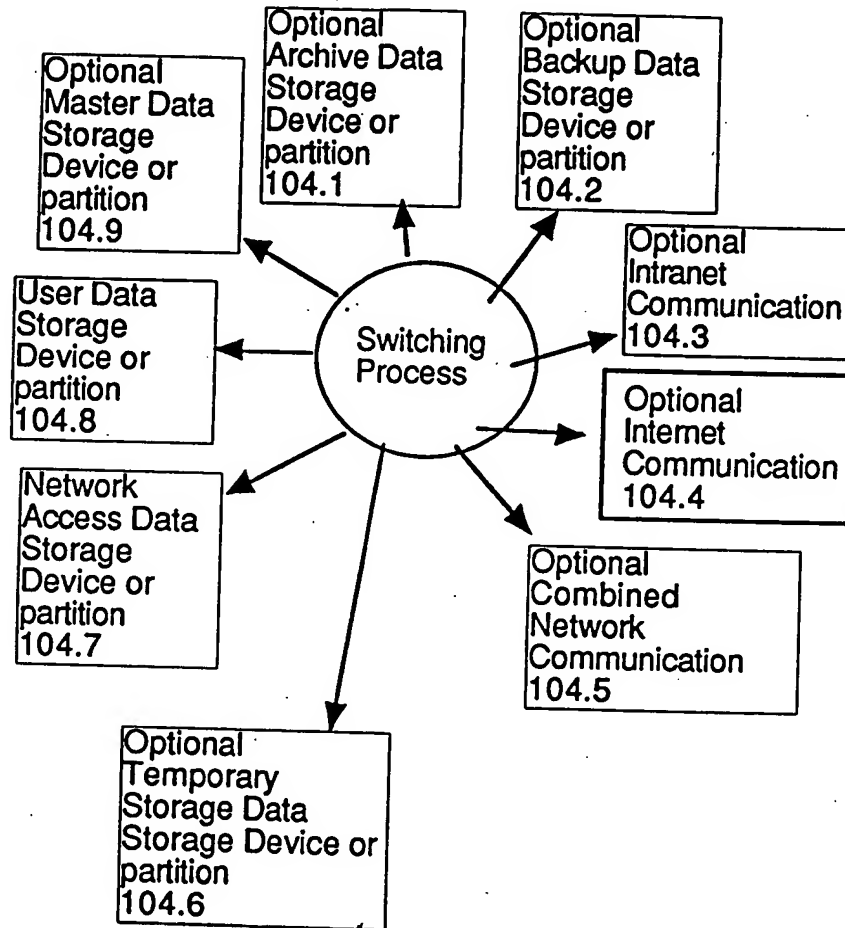 Optional
Archive Data
Storage
Device or
partition
104.1
Optional
Backup Data
Storage
Device or
partition
104.2
Optional
Master Data
Storage
Device or
partition
104.9
Optional
Intranet
Communication
104.3
User Data
Storage
Device or
partition
104.8
Switching
Process
Optional
Internet
Communication
104.4
Network
Access Data
Storage
Device or
partition
104.7
Optional
Combined
Network
Communication
104.5
Optional
Temporary
Storage Data
Storage Device or
partition
104.6